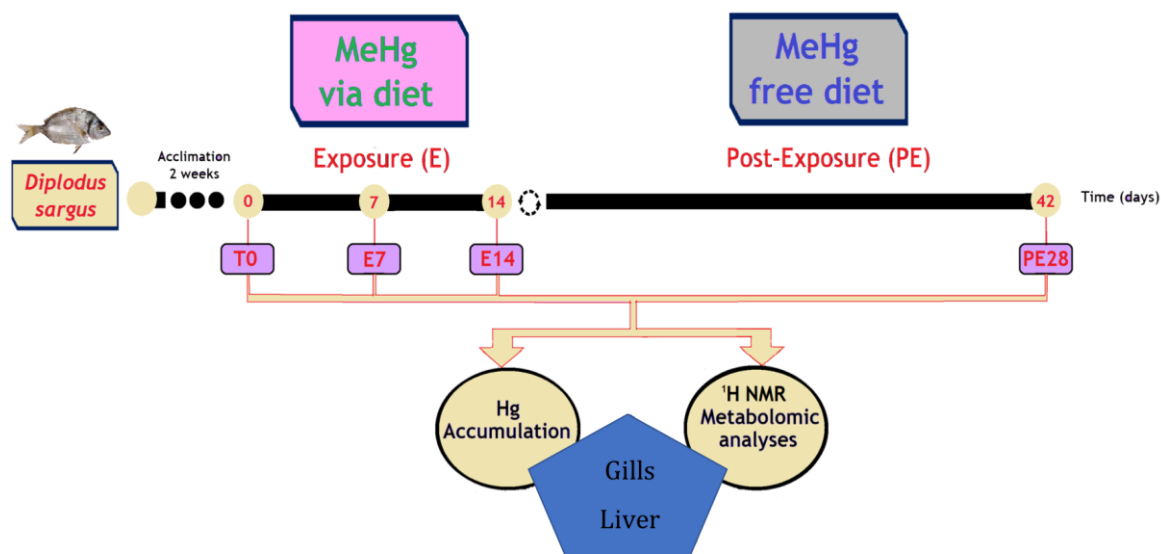 MeHg
via diet
MeHg
free diet
Diplodus
sargus
Acclimation
2 weeks
Exposure (E)
Post-Exposure (PE)
0
7
14
42
Time (days)
T0
E7
E14
PE28
Hg
Accumulation
¹H NMR
Metabolomic
analyses
Gills
Liver